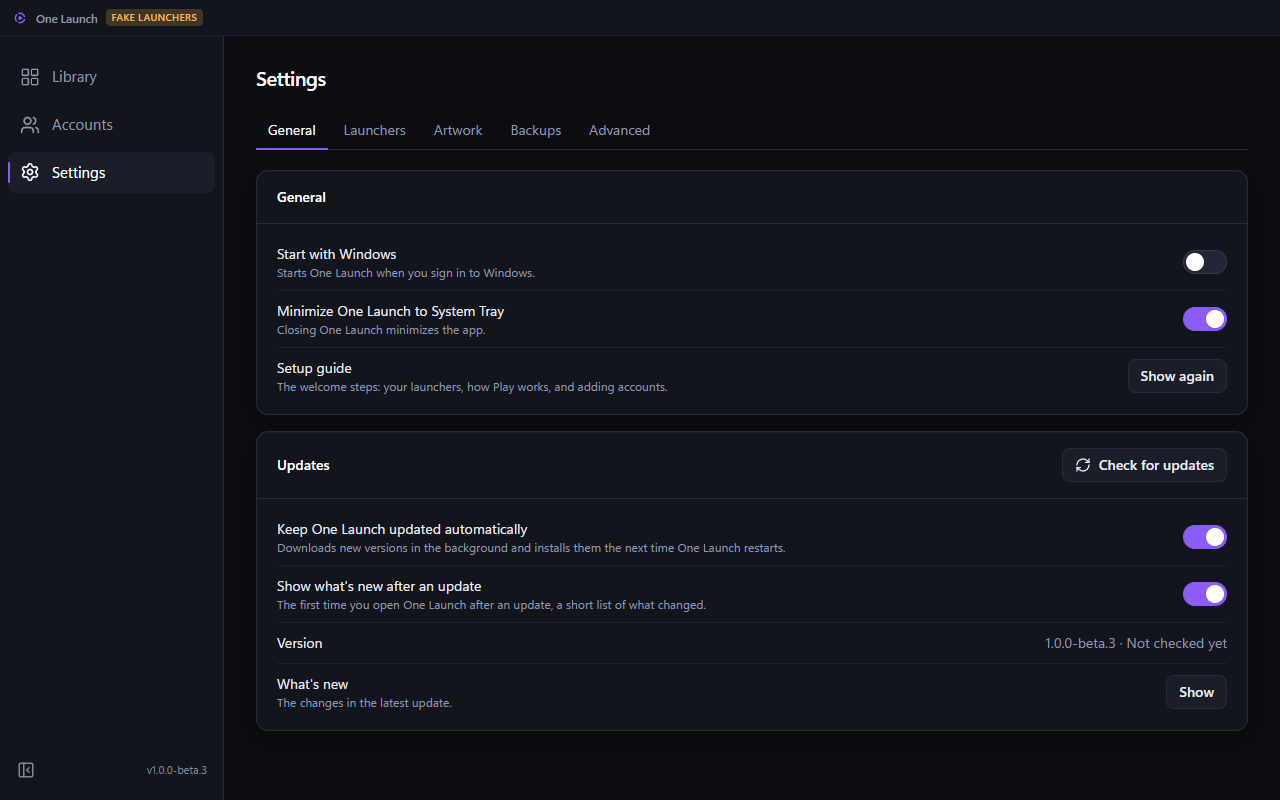 One Launch FAKE LAUNCHERS
Library
Accounts
Settings
v1.0.0-beta.3
Settings
General Launchers Artwork Backups Advanced
General
Start with Windows
Starts One Launch when you sign in to Windows.
Minimize One Launch to System Tray
Closing One Launch minimizes the app.
Setup guide
The welcome steps: your launchers, how Play works, and adding accounts.
Show again
Updates
Check for updates
Keep One Launch updated automatically
Downloads new versions in the background and installs them the next time One Launch restarts.
Show what's new after an update
The first time you open One Launch after an update, a short list of what changed.
Version
1.0.0-beta.3 · Not checked yet
What's new
The changes in the latest update.
Show